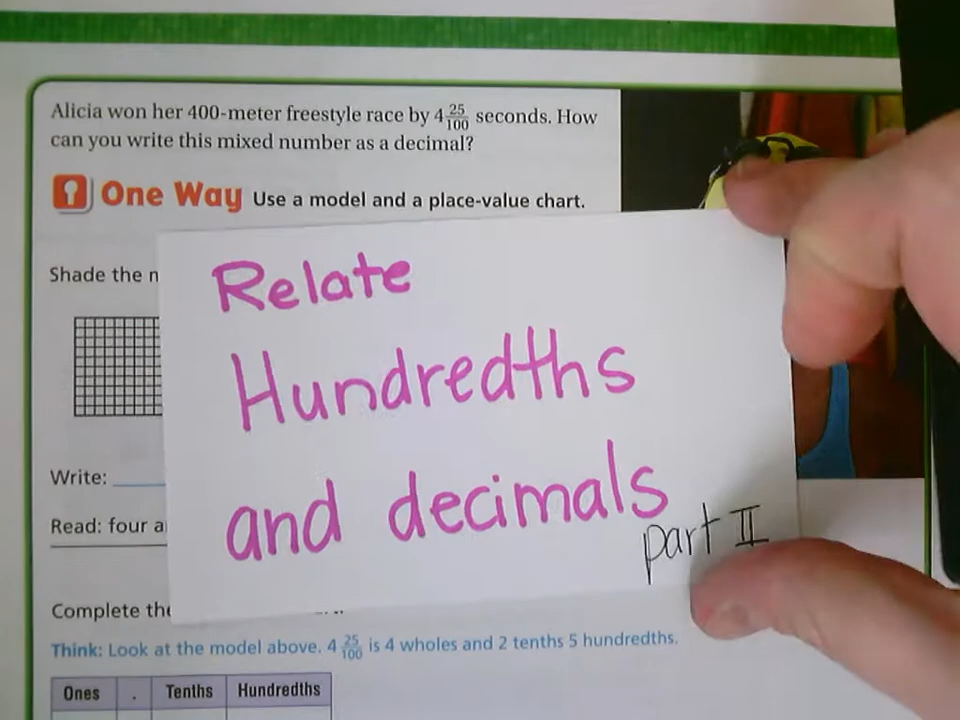 Alicia won her 400-meter freestyle race by 4 25/100 seconds. How
can you write this mixed number as a decimal?
One Way Use a model and a place-value chart.
Shade the
Relate
Hundredths
and decimals
part II
Write:
Read: four
Complete
Think: Look at the model above. 4 25/100 is 4 wholes and 2 tenths 5 hundredths.
Ones . Tenths Hundredths